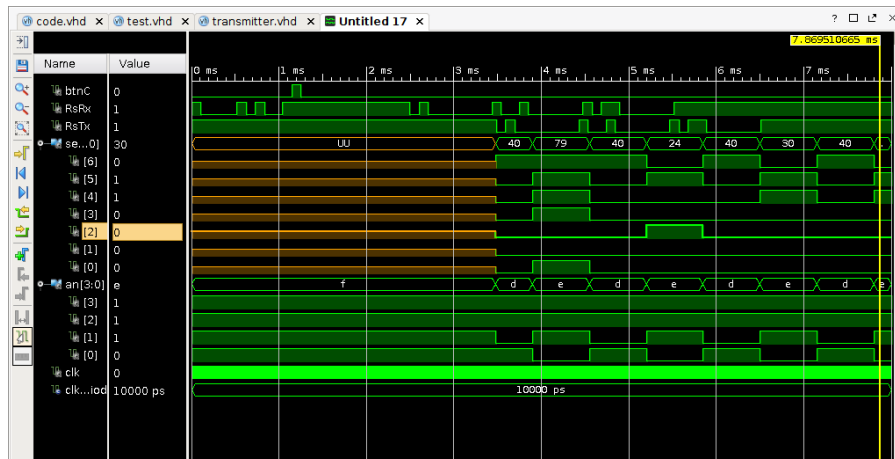 code.vhd × test.vhd × transmitter.vhd × Untitled 17 × ?
7.869510665 ms
Name Value 0 ms 1 ms 2 ms 3 ms 4 ms 5 ms 6 ms 7 ms
btnC 0
RsRx 1
RsTx 1
se...0] 30 UU 40 79 40 24 40 30 40
[6] 0
[5] 1
[4] 1
[3] 0
[2] 0
[1] 0
[0] 0
an[3:0] e f d e d e d e d e
[3] 1
[2] 1
[1] 1
[0] 0
clk 0
clk...iod 10000 ps 10000 ps